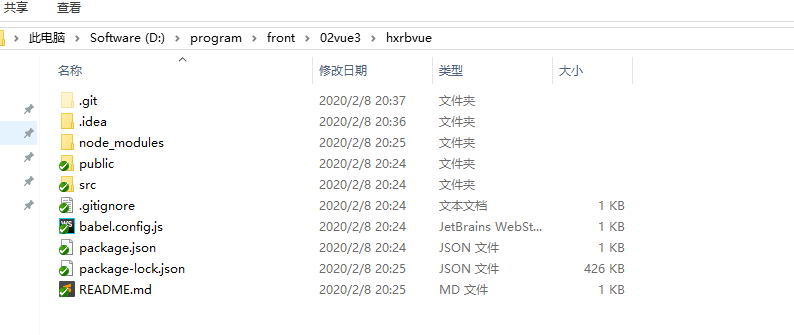 共享 查看
此电脑 Software (D:) program front 02vue3 hxrbvue
名称 修改日期 类型 大小
.git 2020/2/8 20:37 文件夹
.idea 2020/2/8 20:36 文件夹
node_modules 2020/2/8 20:25 文件夹
public 2020/2/8 20:24 文件夹
src 2020/2/8 20:24 文件夹
.gitignore 2020/2/8 20:24 文本文档 1 KB
babel.config.js 2020/2/8 20:24 JetBrains WebSt... 1 KB
package.json 2020/2/8 20:24 JSON 文件 1 KB
package-lock.json 2020/2/8 20:25 JSON 文件 426 KB
README.md 2020/2/8 20:25 MD 文件 1 KB